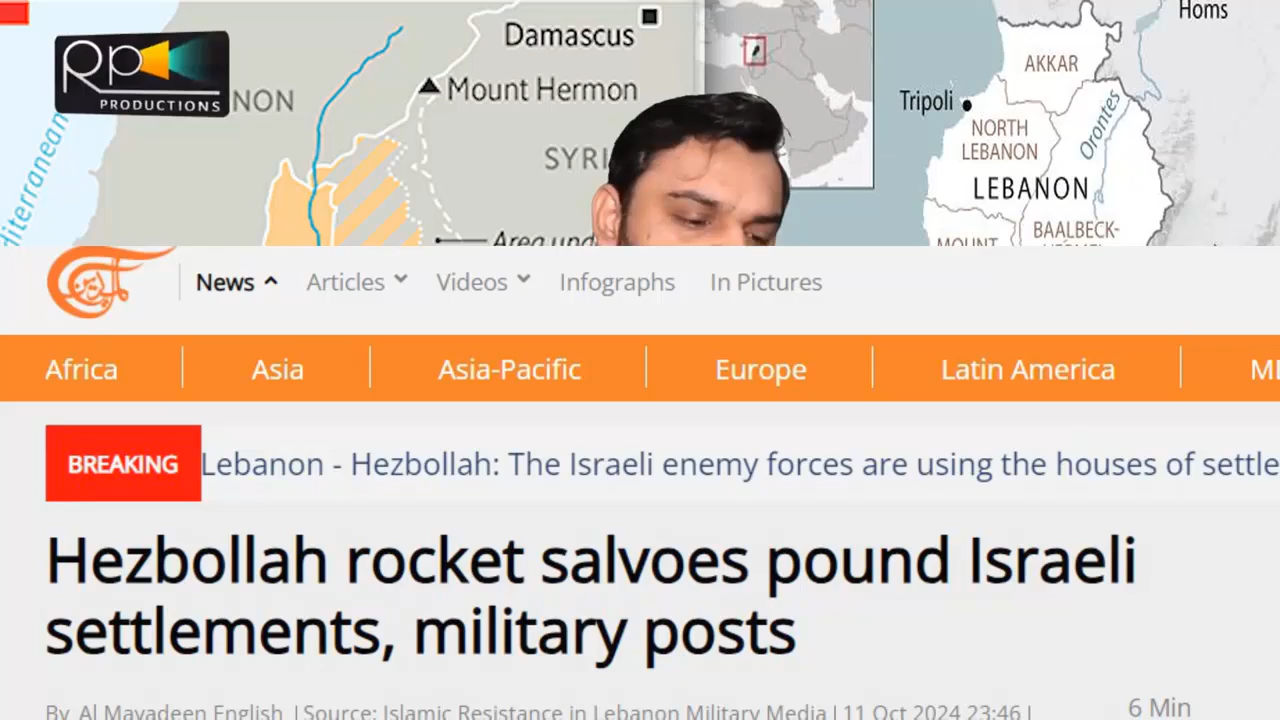 Homs
Damascus
AKKAR
RP
PRODUCTIONS
NON
Mount Hermon
Tripoli
Orontes
NORTH
LEBANON
SYRI
LEBANON
diterranean
BAALBECK-
MOUNT
Area
News
Articles
Videos
Infographs
In Pictures
Africa
Asia
Asia-Pacific
Europe
Latin America
BREAKING
Lebanon - Hezbollah: The Israeli enemy forces are using the houses of settle
Hezbollah rocket salvoes pound Israeli
settlements, military posts
By Al Mayadeen English | Source: Islamic Resistance in Lebanon Military Media | 11 Oct 2024 23:46 |
6 Min